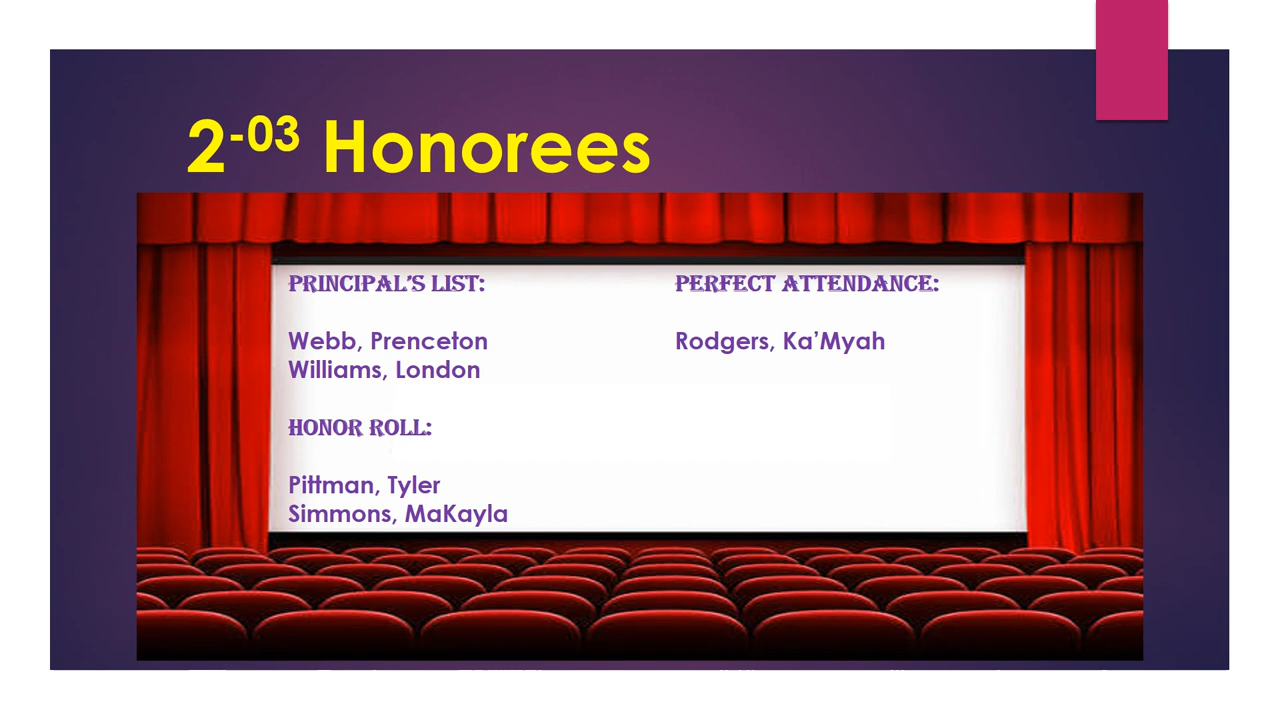 2-03 Honorees
PRINCIPAL'S LIST:
Webb, Prenceton
Williams, London
HONOR ROLL:
Pittman, Tyler
Simmons, MaKayla
PERFECT ATTENDANCE:
Rodgers, Ka'Myah